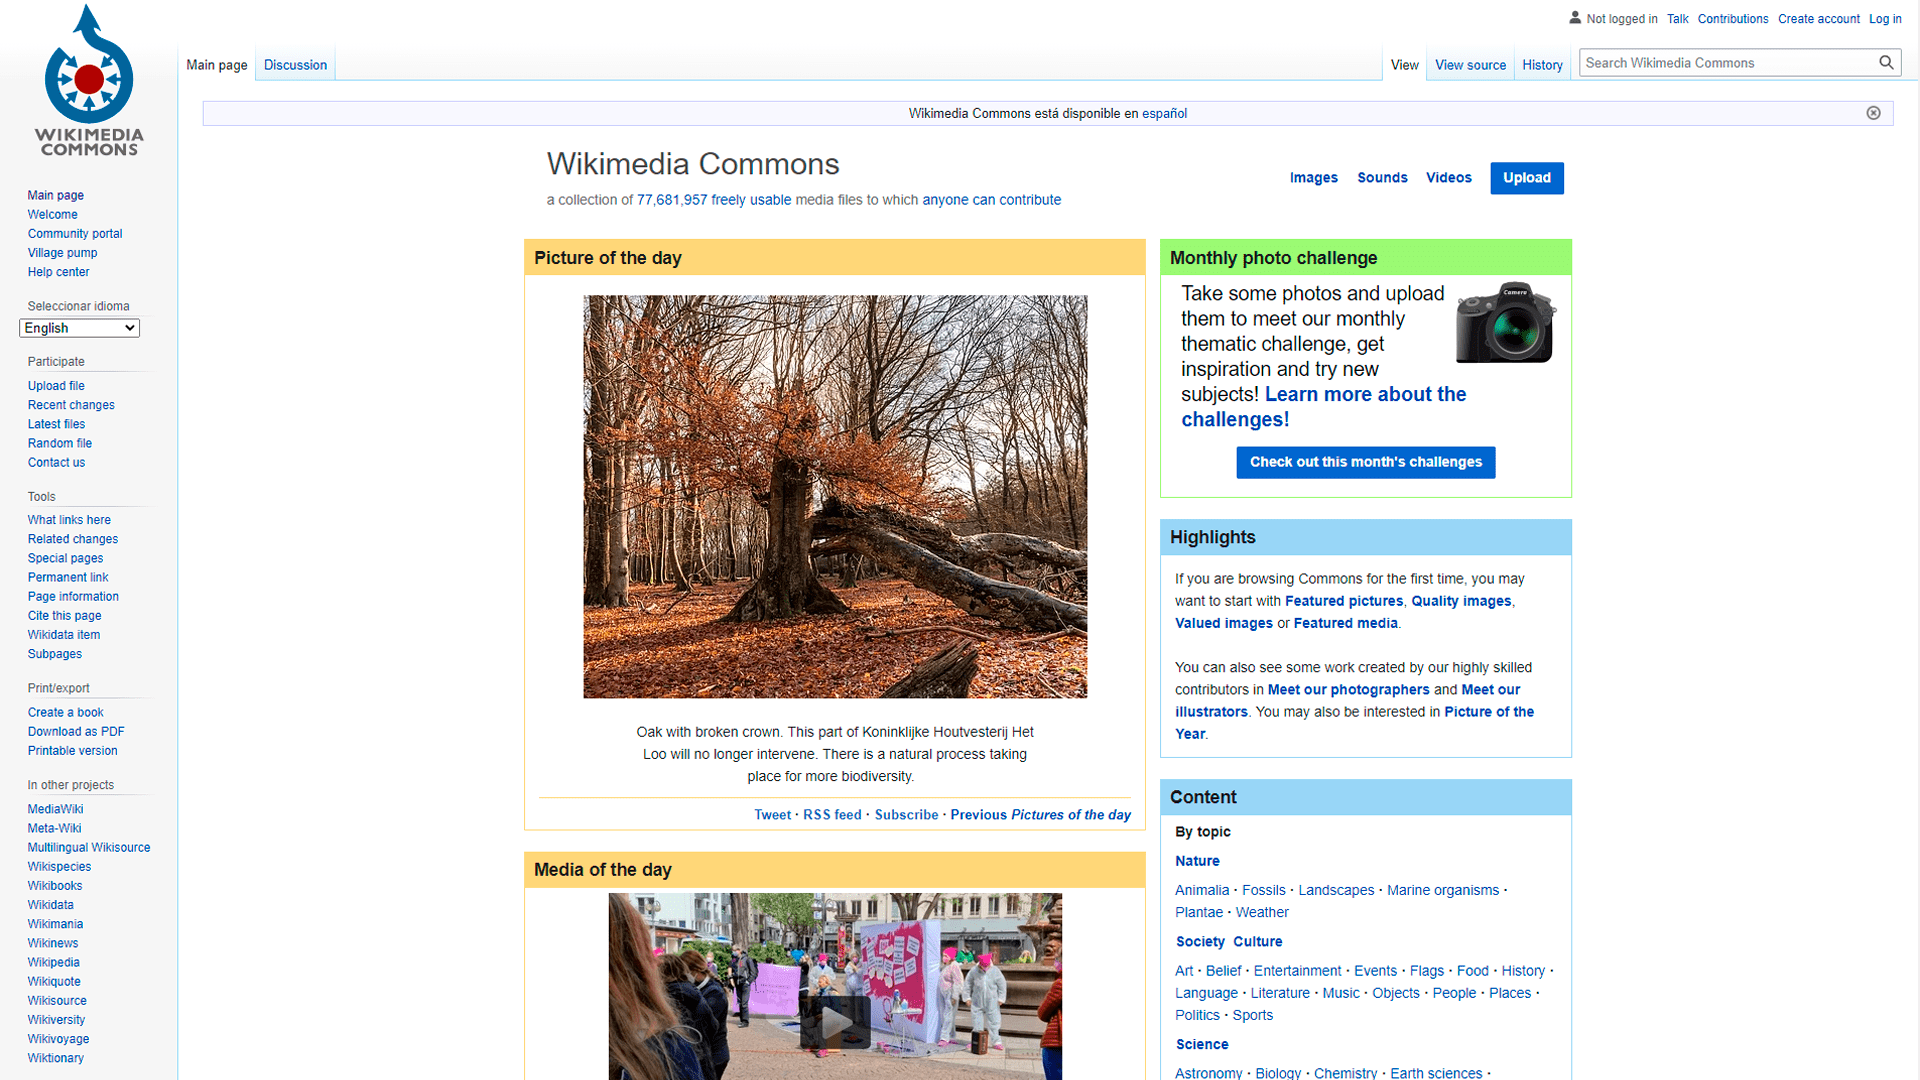 Not logged in Talk Contributions Create account Log in
Main page Discussion
View View source History Search Wikimedia Commons
WIKIMEDIA
COMMONS
Main page
Welcome
Community portal
Village pump
Help center
Seleccionar idioma
English
Participate
Upload file
Recent changes
Latest files
Random file
Contact us
Tools
What links here
Related changes
Special pages
Permanent link
Page information
Cite this page
Wikidata item
Subpages
Print/export
Create a book
Download as PDF
Printable version
In other projects
MediaWiki
Meta-Wiki
Multilingual Wikisource
Wikispecies
Wikibooks
Wikidata
Wikimania
Wikinews
Wikipedia
Wikiquote
Wikisource
Wikiversity
Wikivoyage
Wiktionary
Wikimedia Commons está disponible en español
Wikimedia Commons
a collection of 77,681,957 freely usable media files to which anyone can contribute
Images Sounds Videos Upload
Picture of the day
Oak with broken crown. This part of Koninklijke Houtvesterij Het
Loo will no longer intervene. There is a natural process taking
place for more biodiversity.
Tweet · RSS feed · Subscribe · Previous Pictures of the day
Media of the day
Monthly photo challenge
Take some photos and upload
them to meet our monthly
thematic challenge, get
inspiration and try new
subjects! Learn more about the
challenges!
Camera
Check out this month's challenges
Highlights
If you are browsing Commons for the first time, you may
want to start with Featured pictures, Quality images,
Valued images or Featured media.
You can also see some work created by our highly skilled
contributors in Meet our photographers and Meet our
illustrators. You may also be interested in Picture of the
Year.
Content
By topic
Nature
Animalia · Fossils · Landscapes · Marine organisms ·
Plantae · Weather
Society Culture
Art · Belief · Entertainment · Events · Flags · Food · History ·
Language · Literature · Music · Objects · People · Places ·
Politics · Sports
Science
Astronomy · Biology · Chemistry · Earth sciences ·